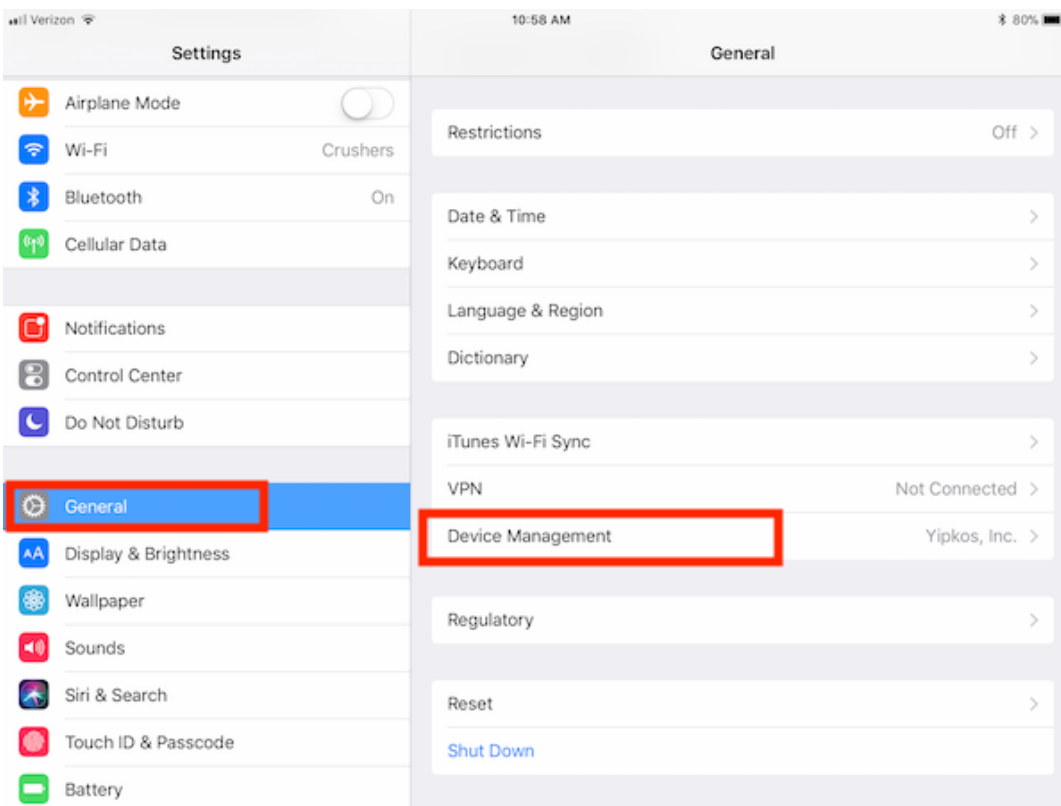 Verizon
10:58 AM
80%
Settings
Airplane Mode
Wi-Fi Crushers
Bluetooth On
Cellular Data
Notifications
Control Center
Do Not Disturb
General
AA Display & Brightness
Wallpaper
Sounds
Siri & Search
Touch ID & Passcode
Battery
General
Restrictions Off
Date & Time
Keyboard
Language & Region
Dictionary
iTunes Wi-Fi Sync
VPN Not Connected
Device Management Yipkos, Inc.
Regulatory
Reset
Shut Down